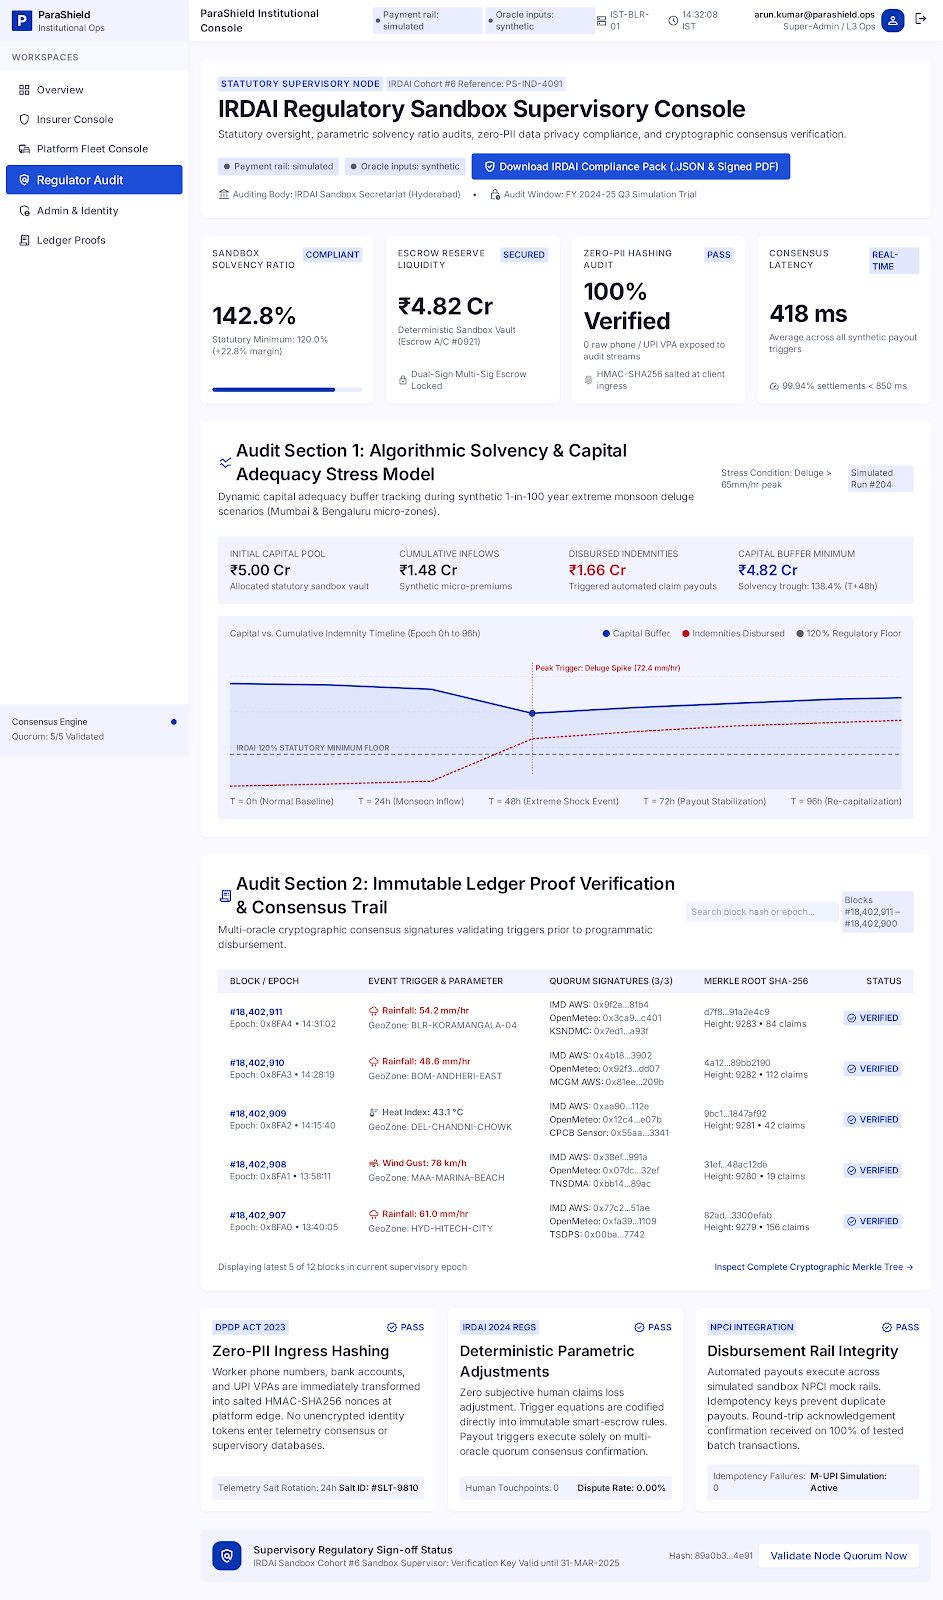 P
ParaShield
Institutional Ops
WORKSPACES
Overview
Insurer Console
Platform Fleet Console
Regulator Audit
Admin & Identity
Ledger Proofs
Consensus Engine
Quorum: 5/5 Validated
ParaShield Institutional
Console
Payment rail:
simulated
Oracle inputs:
synthetic
IST-BLR-
01
14:32:08
IST
arun.kumar@parashield.ops
Super-Admin / L3 Ops
STATUTORY SUPERVISORY NODE
IRDAI Cohort #6 Reference: PS-IND-4091
IRDAI Regulatory Sandbox Supervisory Console
Statutory oversight, parametric solvency ratio audits, zero-PII data privacy compliance, and cryptographic consensus verification.
Payment rail: simulated
Oracle inputs: synthetic
Download IRDAI Compliance Pack (.JSON & Signed PDF)
Auditing Body: IRDAI Sandbox Secretariat (Hyderabad)
•
Audit Window: FY 2024-25 Q3 Simulation Trial
SANDBOX
SOLVENCY RATIO
COMPLIANT
142.8%
Statutory Minimum: 120.0%
(+22.8% margin)
ESCROW RESERVE
LIQUIDITY
SECURED
₹4.82 Cr
Deterministic Sandbox Vault
(Escrow A/C #0921)
Dual-Sign Multi-Sig Escrow
Locked
ZERO-PII HASHING
AUDIT
PASS
100%
Verified
0 raw phone / UPI VPA exposed to
audit streams
HMAC-SHA256 salted at client
ingress
CONSENSUS
LATENCY
REAL-
TIME
418 ms
Average across all synthetic payout
triggers
99.94% settlements < 850 ms
Audit Section 1: Algorithmic Solvency & Capital
Adequacy Stress Model
Dynamic capital adequacy buffer tracking during synthetic 1-in-100 year extreme monsoon deluge
scenarios (Mumbai & Bengaluru micro-zones).
Stress Condition: Deluge >
65mm/hr peak
Simulated
Run #204
INITIAL CAPITAL POOL
₹5.00 Cr
Allocated statutory sandbox vault
CUMULATIVE INFLOWS
₹1.48 Cr
Synthetic micro-premiums
DISBURSED INDEMNITIES
₹1.66 Cr
Triggered automated claim payouts
CAPITAL BUFFER MINIMUM
₹4.82 Cr
Solvency trough: 138.4% (T+48h)
Capital vs. Cumulative Indemnity Timeline (Epoch 0h to 96h)
Capital Buffer
Indemnities Disbursed
120% Regulatory Floor
Peak Trigger: Deluge Spike (72.4 mm/hr)
IRDAI 120% STATUTORY MINIMUM FLOOR
T = 0h (Normal Baseline)
T = 24h (Monsoon Inflow)
T = 48h (Extreme Shock Event)
T = 72h (Payout Stabilization)
T = 96h (Re-capitalization)
Audit Section 2: Immutable Ledger Proof Verification
& Consensus Trail
Multi-oracle cryptographic consensus signatures validating triggers prior to programmatic
disbursement.
Search block hash or epoch...
Blocks
#18,402,911 –
#18,402,900
BLOCK / EPOCH
EVENT TRIGGER & PARAMETER
QUORUM SIGNATURES (3/3)
MERKLE ROOT SHA-256
STATUS
#18,402,911
Epoch: 0x8FA4 • 14:31:02
Rainfall: 54.2 mm/hr
GeoZone: BLR-KORAMANGALA-04
IMD AWS: 0x9f2a...81b4
OpenMeteo: 0x3ca9...c401
KSNDMC: 0x7ed1...a93f
d7f8...91a2e4c9
Height: 9283 • 84 claims
VERIFIED
#18,402,910
Epoch: 0x8FA3 • 14:28:19
Rainfall: 48.6 mm/hr
GeoZone: BOM-ANDHERI-EAST
IMD AWS: 0x4b18...3902
OpenMeteo: 0x92f3...dd07
MCGM AWS: 0x81ee...209b
4a12...89bb2190
Height: 9282 • 112 claims
VERIFIED
#18,402,909
Epoch: 0x8FA2 • 14:15:40
Heat Index: 43.1 °C
GeoZone: DEL-CHANDNI-CHOWK
IMD AWS: 0xaa90...112e
OpenMeteo: 0x12c4...e07b
CPCB Sensor: 0x55aa...3341
9bc1...1847af92
Height: 9281 • 42 claims
VERIFIED
#18,402,908
Epoch: 0x8FA1 • 13:58:11
Wind Gust: 78 km/h
GeoZone: MAA-MARINA-BEACH
IMD AWS: 0x38ef...991a
OpenMeteo: 0x07dc...32ef
TNSDMA: 0xbb14...89ac
31ef...48ac12de
Height: 9280 • 19 claims
VERIFIED
#18,402,907
Epoch: 0x8FA0 • 13:40:05
Rainfall: 61.0 mm/hr
GeoZone: HYD-HITECH-CITY
IMD AWS: 0x77c2...51ae
OpenMeteo: 0xfa39...1109
TSDPS: 0x00ba...7742
82ad...3300efab
Height: 9279 • 156 claims
VERIFIED
Displaying latest 5 of 12 blocks in current supervisory epoch
Inspect Complete Cryptographic Merkle Tree →
DPDP ACT 2023
PASS
Zero-PII Ingress Hashing
Worker phone numbers, bank accounts,
and UPI VPAs are immediately transformed
into salted HMAC-SHA256 nonces at
platform edge. No unencrypted identity
tokens enter telemetry consensus or
supervisory databases.
Telemetry Salt Rotation: 24h
Salt ID: #SLT-9810
IRDAI 2024 REGS
PASS
Deterministic Parametric
Adjustments
Zero subjective human claims loss
adjustment. Trigger equations are codified
directly into immutable smart-escrow rules.
Payout triggers execute solely on multi-
oracle quorum consensus confirmation.
Human Touchpoints: 0
Dispute Rate: 0.00%
NPCI INTEGRATION
PASS
Disbursement Rail Integrity
Automated payouts execute across
simulated sandbox NPCI mock rails.
Idempotency keys prevent duplicate
payouts. Round-trip acknowledgement
confirmation received on 100% of tested
batch transactions.
Idempotency Failures:
0
M-UPI Simulation:
Active
Supervisory Regulatory Sign-off Status
IRDAI Sandbox Cohort #6 Sandbox Supervisor: Verification Key Valid until 31-MAR-2025
Hash: 89a0b3...4e91
Validate Node Quorum Now